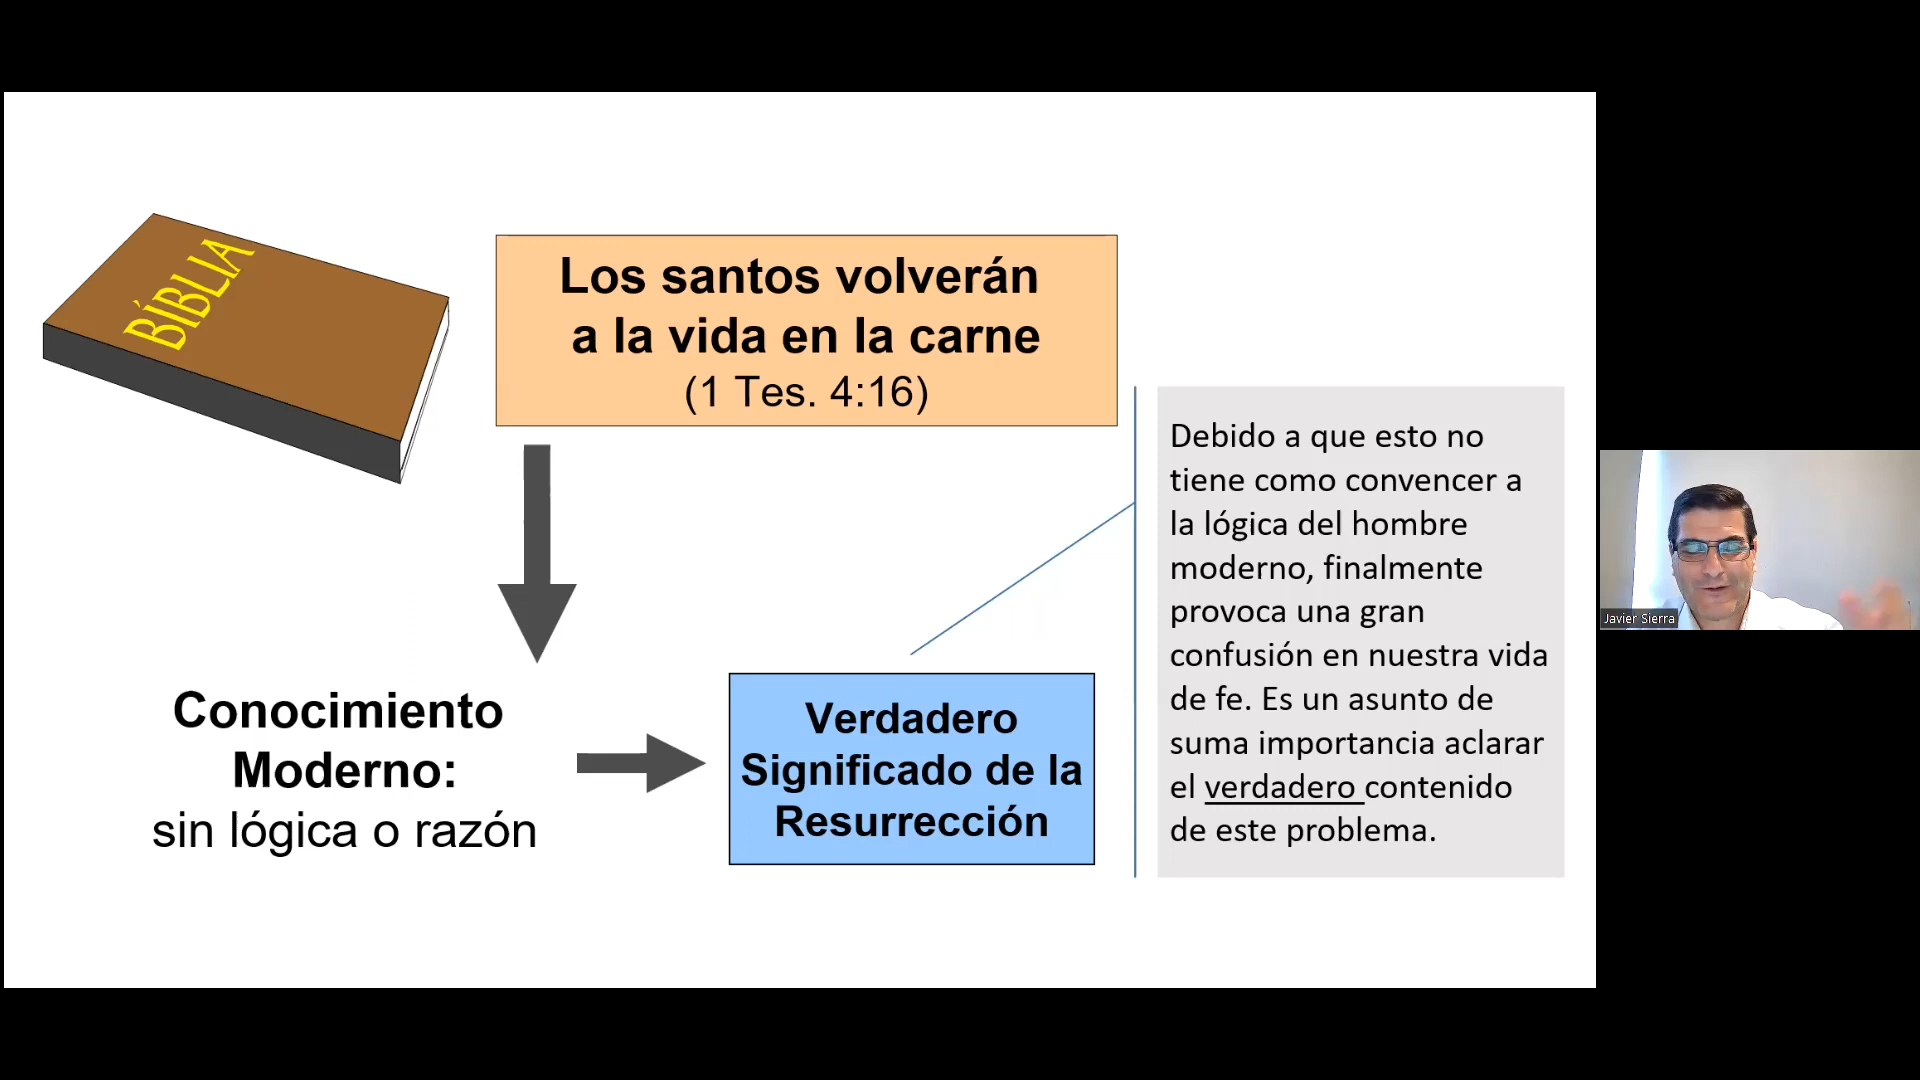 BÍBLIA
Los santos volverán
a la vida en la carne
(1 Tes. 4:16)
Conocimiento
Moderno:
sin lógica o razón
Verdadero
Significado de la
Resurrección
Debido a que esto no
tiene como convencer a
la lógica del hombre
moderno, finalmente
provoca una gran
confusión en nuestra vida
de fe. Es un asunto de
suma importancia aclarar
el verdadero contenido
de este problema.
Javier Sierra